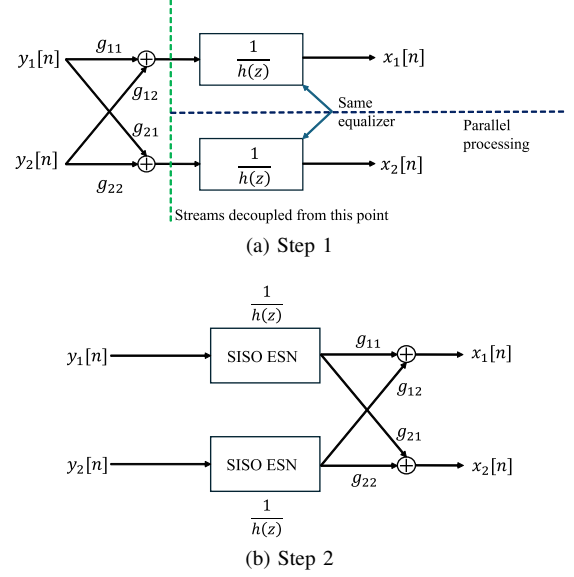 g₁₁
y₁[n]
1
h(z)
x₁[n]
g₁₂
Same
equalizer
Parallel
processing
g₂₁
y₂[n]
1
h(z)
x₂[n]
g₂₂
Streams decoupled from this point
(a) Step 1
1
h(z)
y₁[n]
SISO ESN
g₁₁
x₁[n]
g₁₂
g₂₁
y₂[n]
SISO ESN
g₂₂
x₂[n]
1
h(z)
(b) Step 2